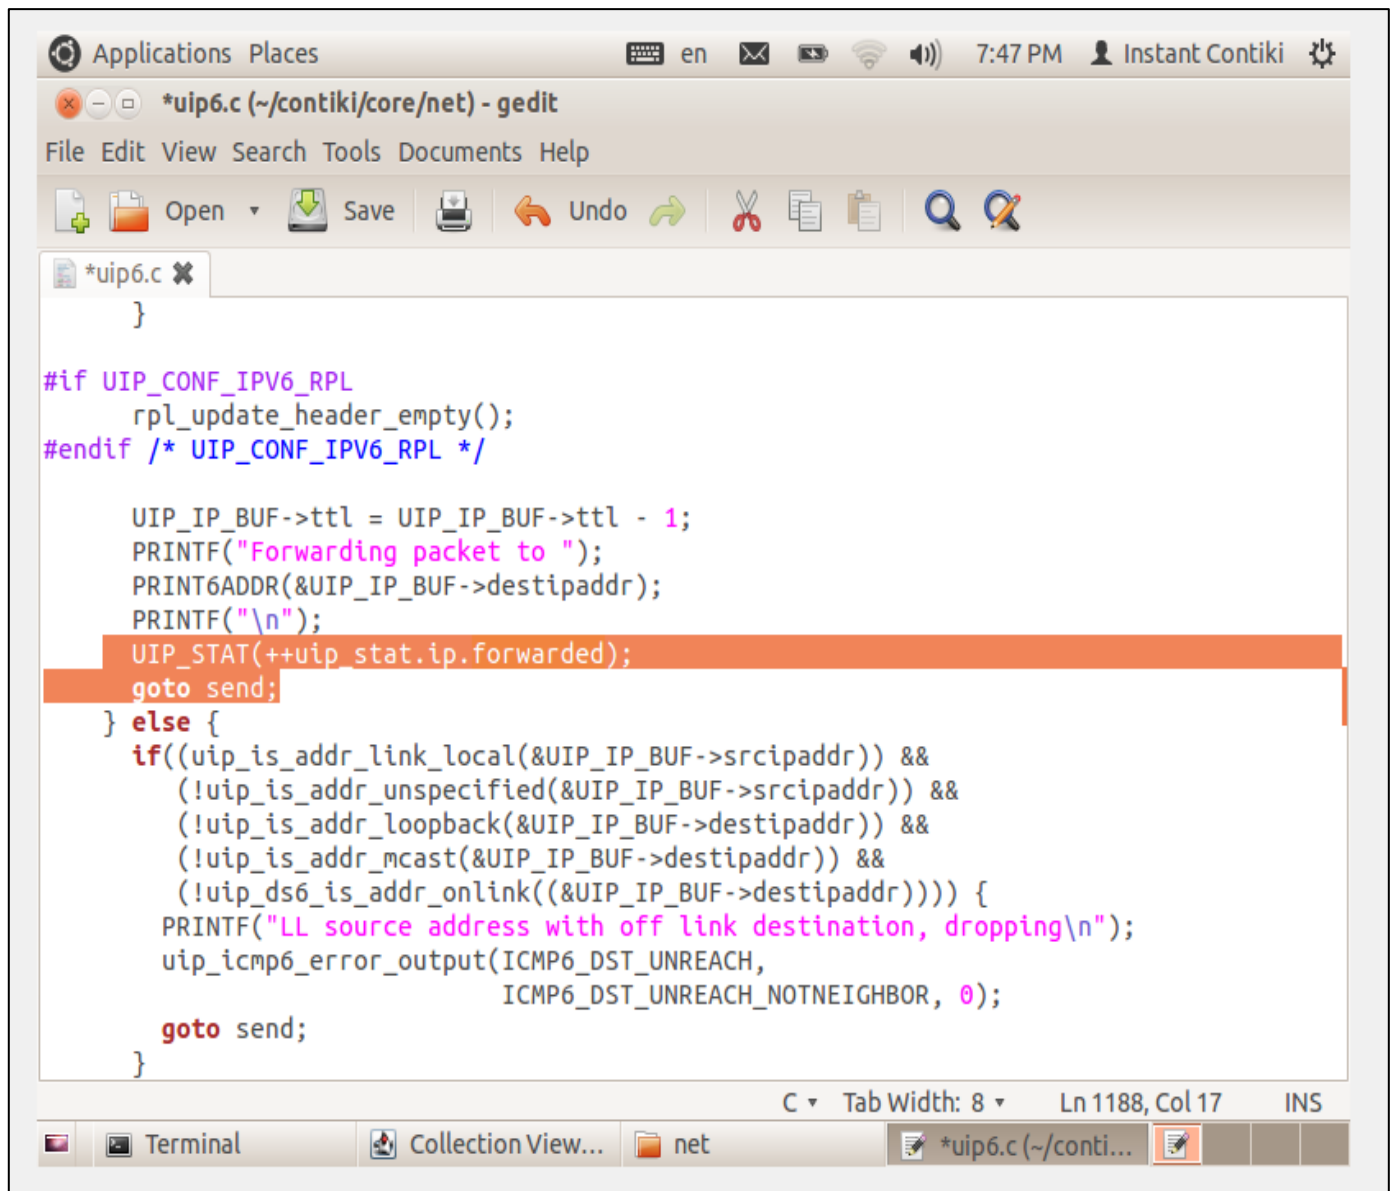 Applications Places en 7:47 PM Instant Contiki
*uip6.c (~/contiki/core/net) - gedit
File Edit View Search Tools Documents Help
Open Save Undo
*uip6.c
      }

#if UIP_CONF_IPV6_RPL
      rpl_update_header_empty();
#endif /* UIP_CONF_IPV6_RPL */

      UIP_IP_BUF->ttl = UIP_IP_BUF->ttl - 1;
      PRINTF("Forwarding packet to ");
      PRINT6ADDR(&UIP_IP_BUF->destipaddr);
      PRINTF("\n");
      UIP_STAT(++uip_stat.ip.forwarded);
      goto send;
    } else {
      if((uip_is_addr_link_local(&UIP_IP_BUF->srcipaddr)) &&
         (!uip_is_addr_unspecified(&UIP_IP_BUF->srcipaddr)) &&
         (!uip_is_addr_loopback(&UIP_IP_BUF->destipaddr)) &&
         (!uip_is_addr_mcast(&UIP_IP_BUF->destipaddr)) &&
         (!uip_ds6_is_addr_onlink((&UIP_IP_BUF->destipaddr)))) {
        PRINTF("LL source address with off link destination, dropping\n");
        uip_icmp6_error_output(ICMP6_DST_UNREACH,
                               ICMP6_DST_UNREACH_NOTNEIGHBOR, 0);
        goto send;
      }
C Tab Width: 8 Ln 1188, Col 17 INS
Terminal Collection View... net *uip6.c (~/conti...